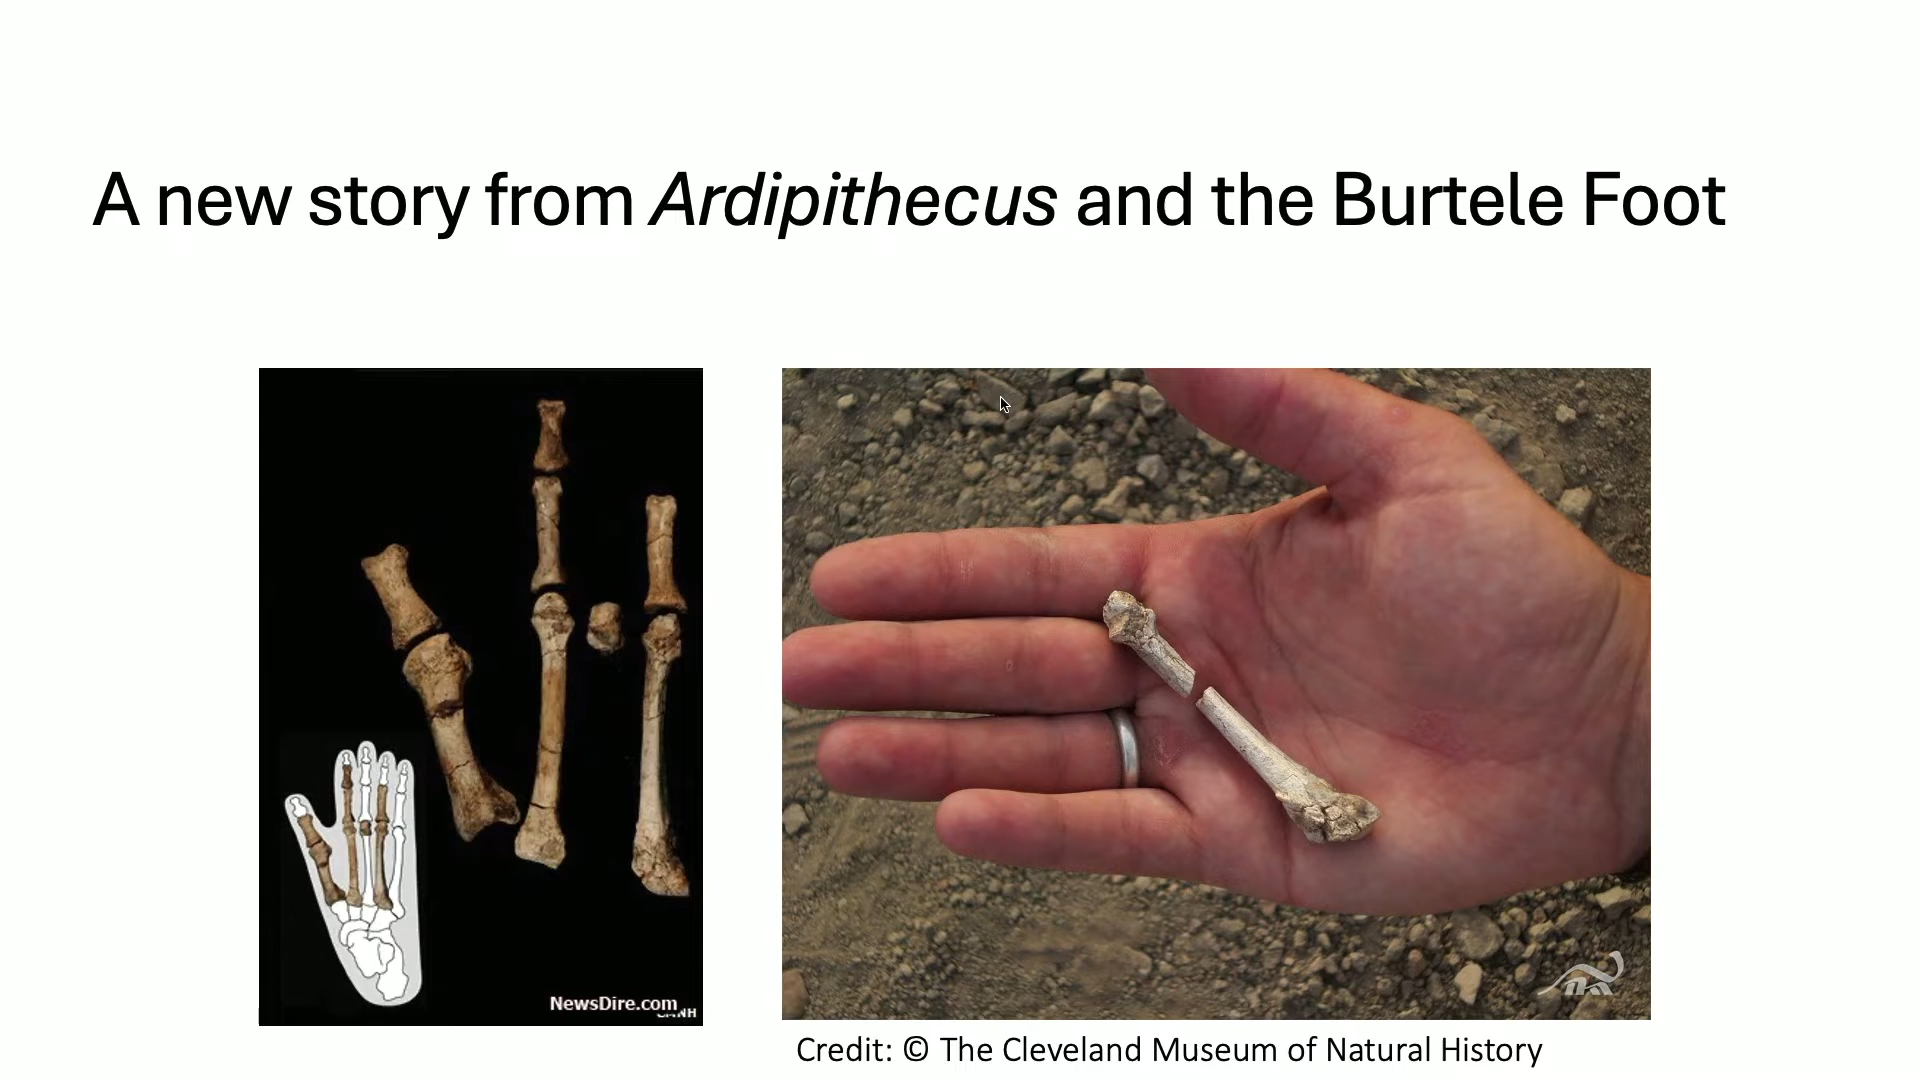 A new story from Ardipithecus and the Burtele Foot
NewsDire.com
Credit: © The Cleveland Museum of Natural History